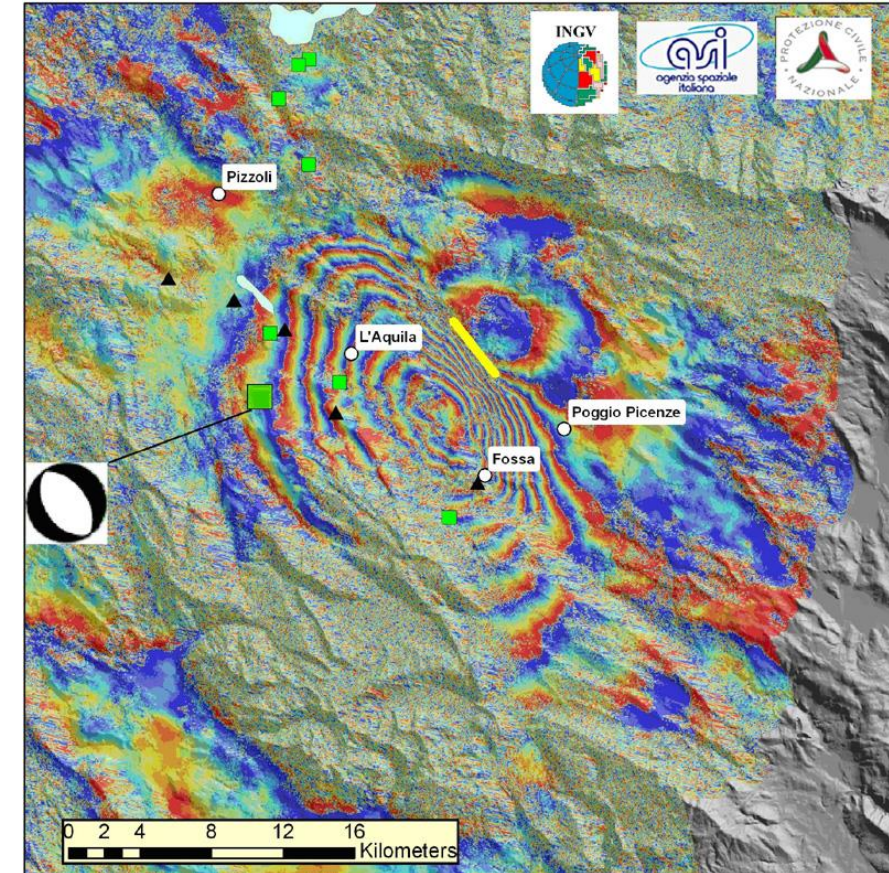 INGV
asi
agenzia spaziale
italiana
PROTEZIONE CIVILE
NAZIONALE
Pizzoli
L'Aquila
Poggio Picenze
Fossa
0 2 4 8 12 16
Kilometers